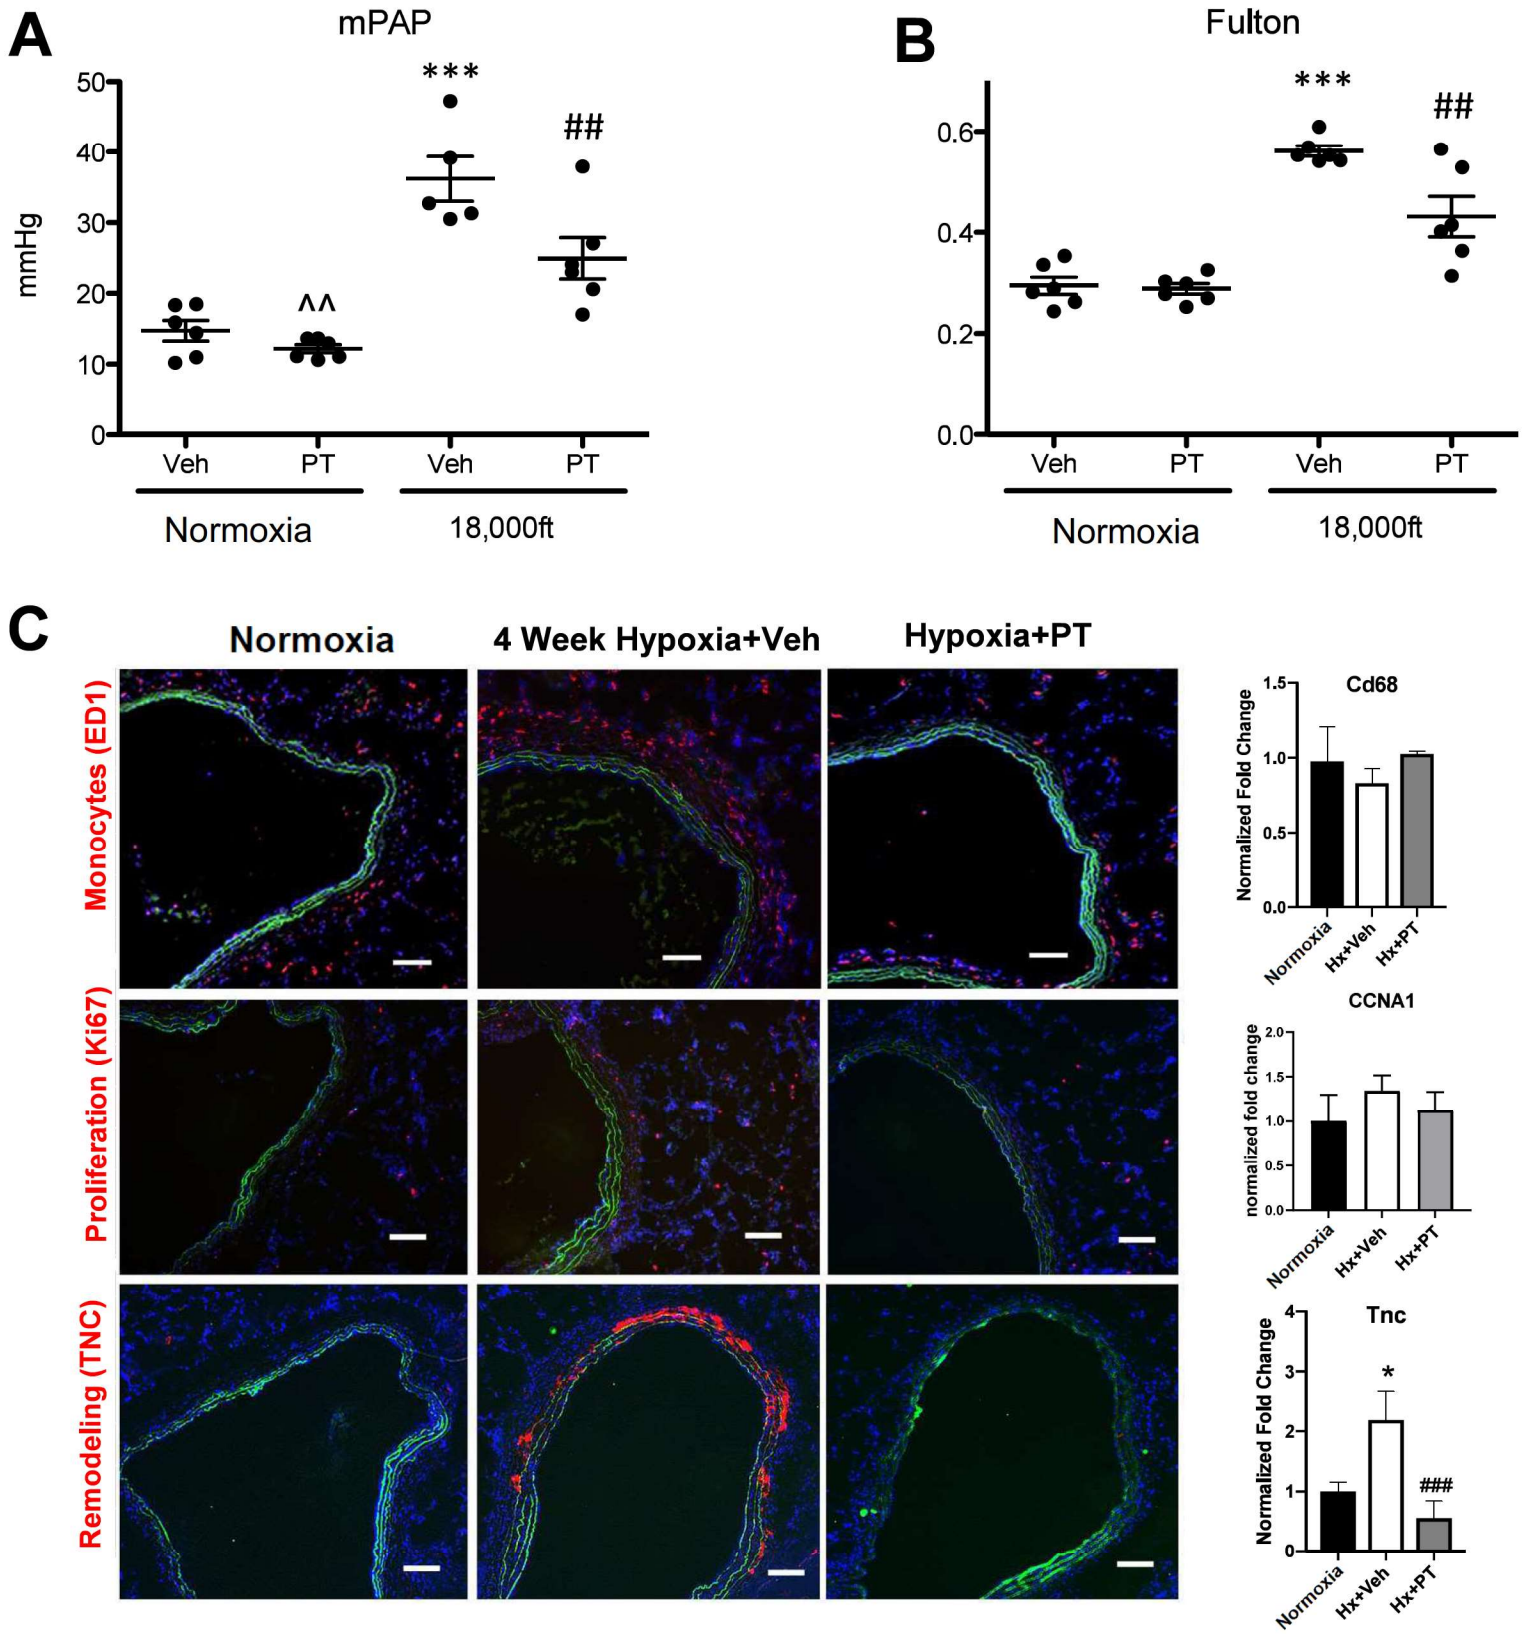 A
mPAP
mmHg
50
40
30
20
10
0
***
##
^^
Veh
PT
Veh
PT
Normoxia
18,000ft
B
Fulton
0.6
0.4
0.2
0.0
***
##
Veh
PT
Veh
PT
Normoxia
18,000ft
C
Normoxia
4 Week Hypoxia+Veh
Hypoxia+PT
Monocytes (ED1)
Proliferation (Ki67)
Remodeling (TNC)
Cd68
Normalized Fold Change
1.5
1.0
0.5
0.0
Normoxia
Hx+Veh
Hx+PT
CCNA1
normalized fold change
2.0
1.5
1.0
0.5
0.0
Normoxia
Hx+Veh
Hx+PT
Tnc
Normalized Fold Change
4
3
2
1
0
*
###
Normoxia
Hx+Veh
Hx+PT